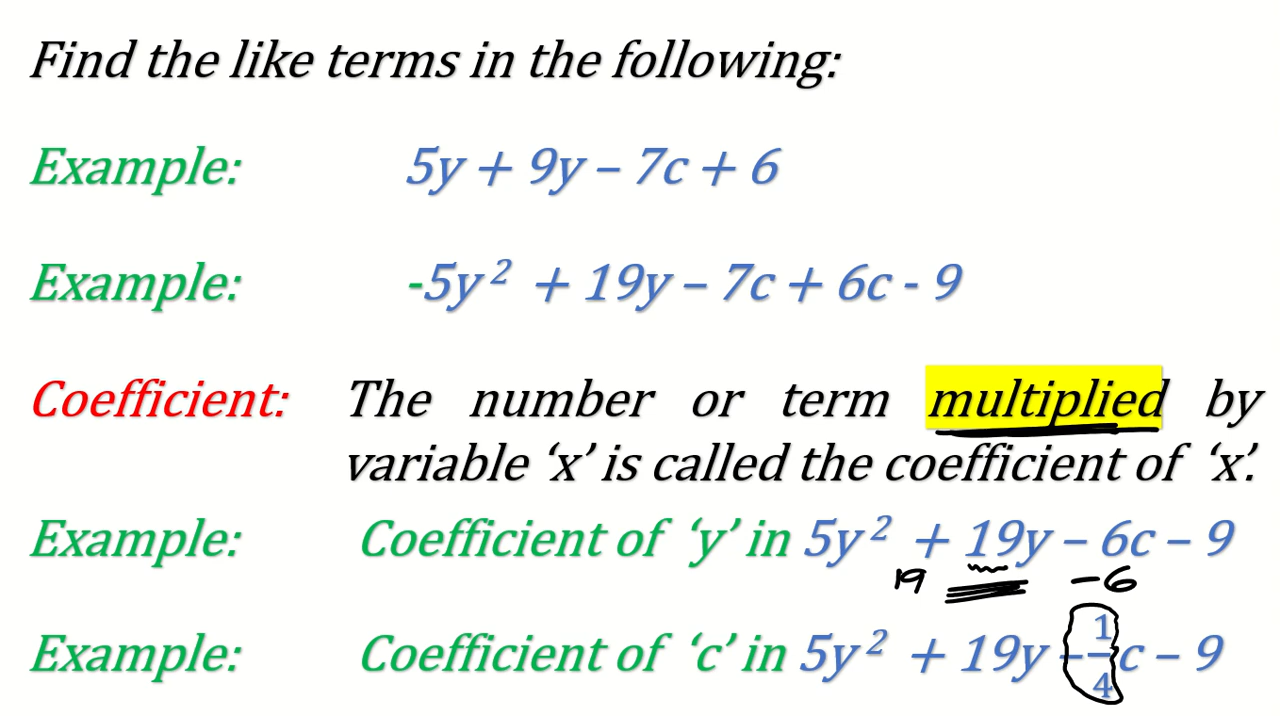 Find the like terms in the following:
Example: 5y + 9y – 7c + 6
Example: -5y² + 19y – 7c + 6c - 9
Coefficient: The number or term multiplied by
variable ‘x’ is called the coefficient of ‘x’.
Example: Coefficient of ‘y’ in 5y² + 19y – 6c – 9
19 –6
Example: Coefficient of ‘c’ in 5y² + 19y – 1/4 c – 9